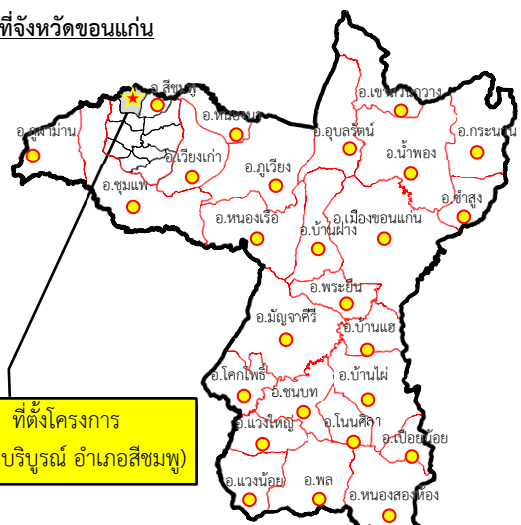 ที่จังหวัดขอนแก่น
อ.สีชมพู
อ.เขาสวนกวาง
อ.หนองนา
อ.อุบลรัตน์
อ.กระนวน
อ.ภูผาม่าน
อ.เวียงเก่า
อ.ภูเวียง
อ.น้ำพอง
อ.ชุมแพ
อ.ซำสูง
อ.หนองเรือ
อ.บ้านฝาง
อ.เมืองขอนแก่น
อ.พระยืน
อ.มัญจาคีรี
อ.บ้านแฮ
อ.โคกโพธิ์
อ.บ้านไผ่
อ.ชนบท
อ.แวงใหญ่
อ.โนนศิลา
อ.เปือยน้อย
ที่ตั้งโครงการ
บริบูรณ์ อำเภอสีชมพู)
อ.แวงน้อย
อ.พล
อ.หนองสองห้อง